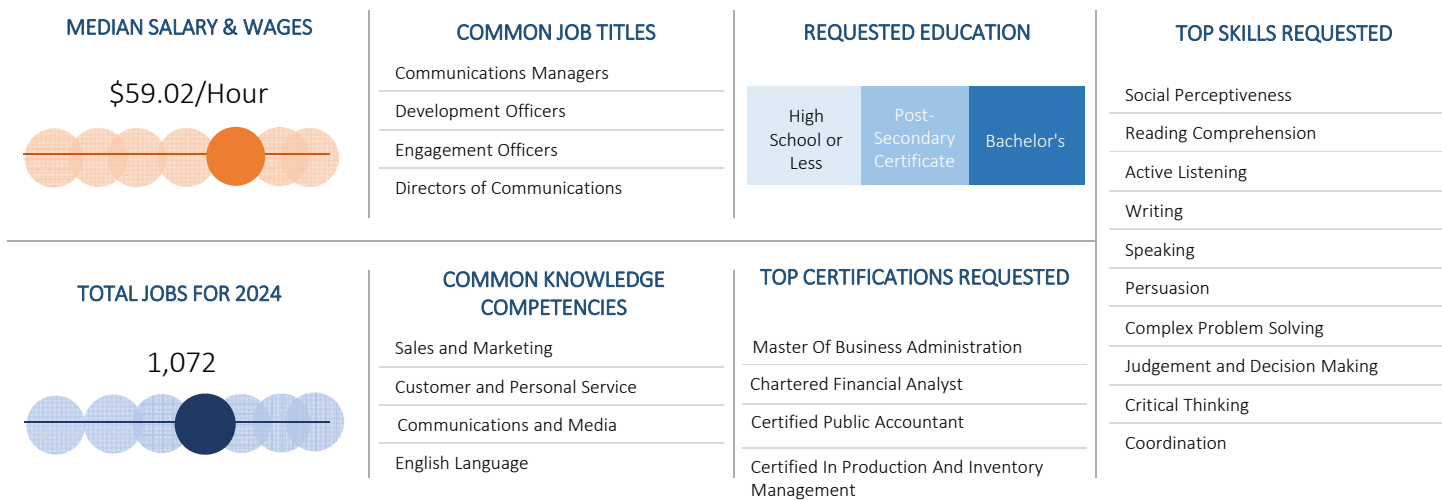 MEDIAN SALARY & WAGES
$59.02/Hour
COMMON JOB TITLES
Communications Managers
Development Officers
Engagement Officers
Directors of Communications
REQUESTED EDUCATION
High
School or
Less
Post-
Secondary
Certificate
Bachelor's
TOP SKILLS REQUESTED
Social Perceptiveness
Reading Comprehension
Active Listening
Writing
Speaking
Persuasion
Complex Problem Solving
Judgement and Decision Making
Critical Thinking
Coordination
TOTAL JOBS FOR 2024
1,072
COMMON KNOWLEDGE
COMPETENCIES
Sales and Marketing
Customer and Personal Service
Communications and Media
English Language
TOP CERTIFICATIONS REQUESTED
Master Of Business Administration
Chartered Financial Analyst
Certified Public Accountant
Certified In Production And Inventory
Management